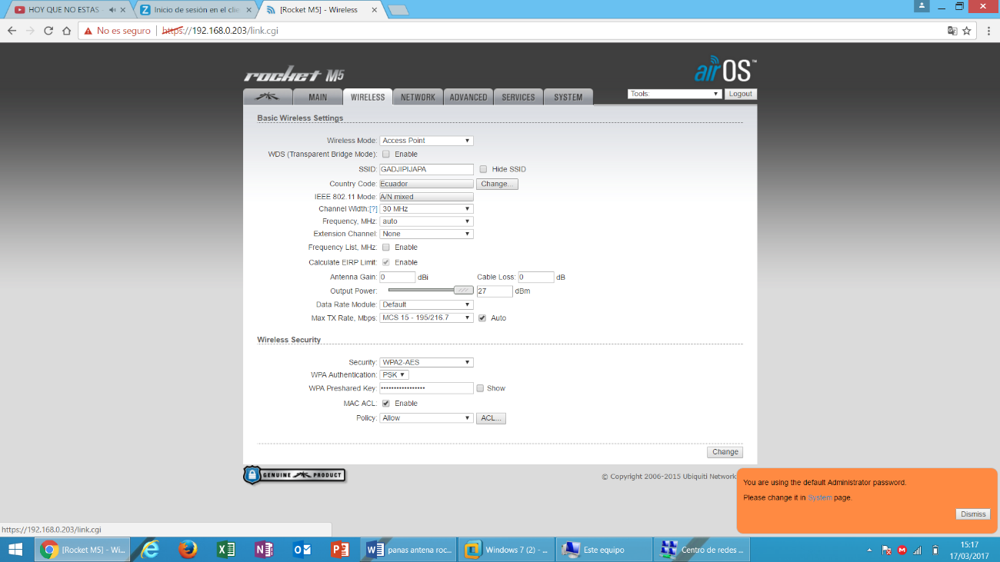 HOY QUE NO ESTAS
Inicio de sesión en el clie
[Rocket M5] - Wireless
No es seguro
https://192.168.0.203/link.cgi
rocket M5
airOS™
MAIN
WIRELESS
NETWORK
ADVANCED
SERVICES
SYSTEM
Tools:
Logout
Basic Wireless Settings
Wireless Mode: Access Point
WDS (Transparent Bridge Mode): Enable
SSID: GADJIPIJAPA Hide SSID
Country Code: Ecuador Change...
IEEE 802.11 Mode: A/N mixed
Channel Width:[?] 30 MHz
Frequency, MHz: auto
Extension Channel: None
Frequency List, MHz: Enable
Calculate EIRP Limit: Enable
Antenna Gain: 0 dBi Cable Loss: 0 dB
Output Power: 27 dBm
Data Rate Module: Default
Max TX Rate, Mbps: MCS 15 - 195/216.7 Auto
Wireless Security
Security: WPA2-AES
WPA Authentication: PSK
WPA Preshared Key: ••••••••••••••••• Show
MAC ACL: Enable
Policy: Allow ACL...
Change
GENUINE PRODUCT
© Copyright 2006-2015 Ubiquiti Network
You are using the default Administrator password.
Please change it in System page.
Dismiss
https://192.168.0.203/link.cgi
[Rocket M5] - Wi...
panas antena roc...
Windows 7 (2) - ...
Este equipo
Centro de redes ...
15:17
17/03/2017